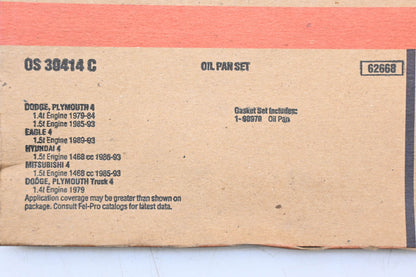 OS 30414 C OIL PAN SET 62668
DODGE, PLYMOUTH 4
1.4ℓ Engine 1979-84
1.5ℓ Engine 1985-93
EAGLE 4
1.5ℓ Engine 1989-93
HYUNDAI 4
1.5ℓ Engine 1468 cc 1986-93
MITSUBISHI 4
1.5ℓ Engine 1468 cc 1985-93
DODGE, PLYMOUTH Truck 4
1.4ℓ Engine 1979
Application coverage may be greater than shown on
package. Consult Fel-Pro catalogs for latest data.
Gasket Set Includes:
Oil Pan